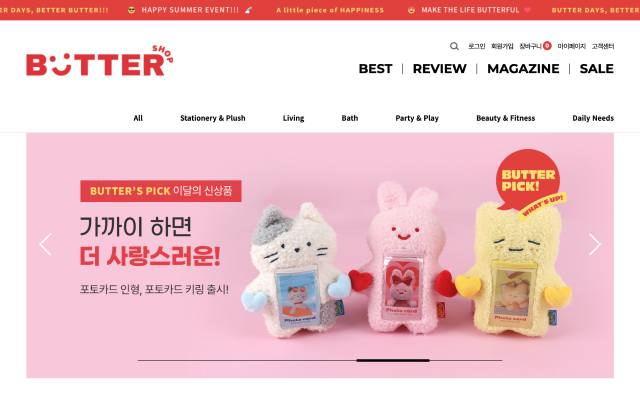 ER DAYS, BETTER BUTTER!!! HAPPY SUMMER EVENT!!! A little piece of HAPPINESS MAKE THE LIFE BUTTERFUL BUTTER DAYS, BETTER
BUTTER SHOP
로그인 회원가입 장바구니 0 마이페이지 고객센터
BEST | REVIEW | MAGAZINE | SALE
All Stationery & Plush Living Bath Party & Play Beauty & Fitness Daily Needs
BUTTER PICK!
WHAT'S UP!
BUTTER'S PICK 이달의 신상품
가까이 하면
더 사랑스러운!
포토카드 인형, 포토카드 키링 출시!
Photo card
Photo card
Photo card